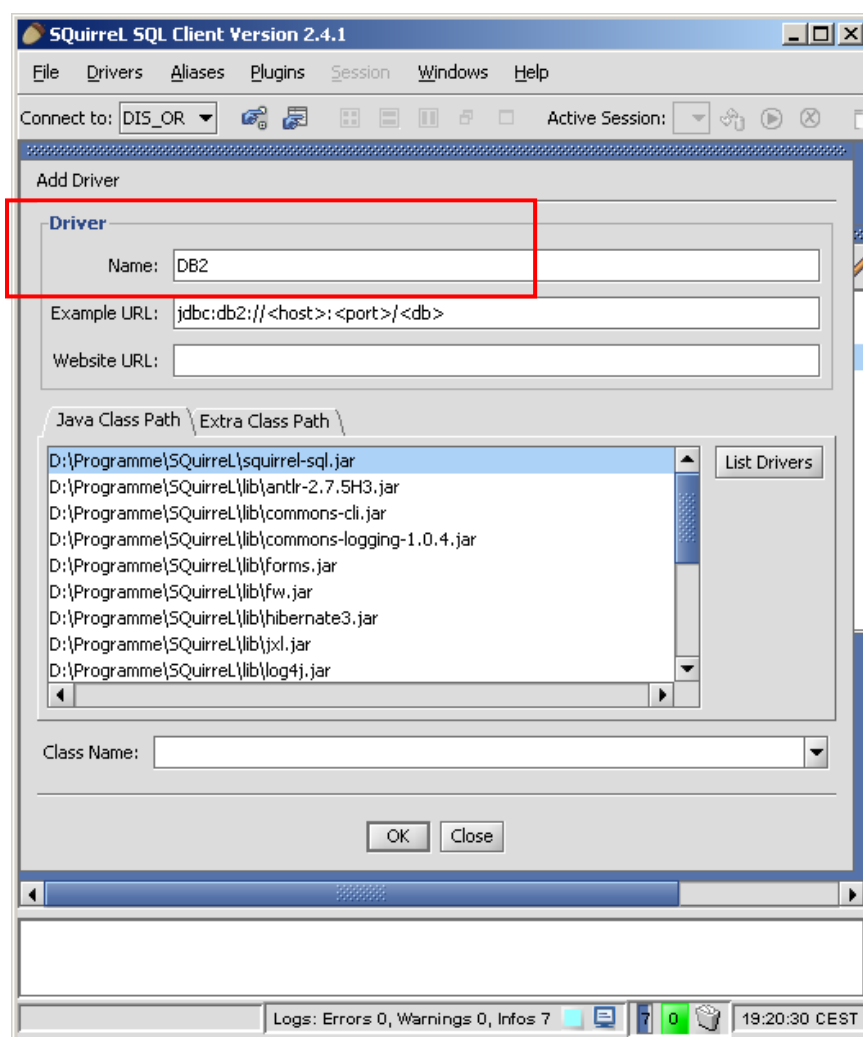 SQuirreL SQL Client Version 2.4.1
File Drivers Aliases Plugins Session Windows Help
Connect to: DIS_OR Active Session:
Add Driver
Driver
Name: DB2
Example URL: jdbc:db2://<host>:<port>/<db>
Website URL:
Java Class Path Extra Class Path
D:\Programme\SQuirreL\squirrel-sql.jar List Drivers
D:\Programme\SQuirreL\lib\antlr-2.7.5H3.jar
D:\Programme\SQuirreL\lib\commons-cli.jar
D:\Programme\SQuirreL\lib\commons-logging-1.0.4.jar
D:\Programme\SQuirreL\lib\forms.jar
D:\Programme\SQuirreL\lib\fw.jar
D:\Programme\SQuirreL\lib\hibernate3.jar
D:\Programme\SQuirreL\lib\jxl.jar
D:\Programme\SQuirreL\lib\log4j.jar
Class Name:
OK Close
Logs: Errors 0, Warnings 0, Infos 7 7 0 19:20:30 CEST